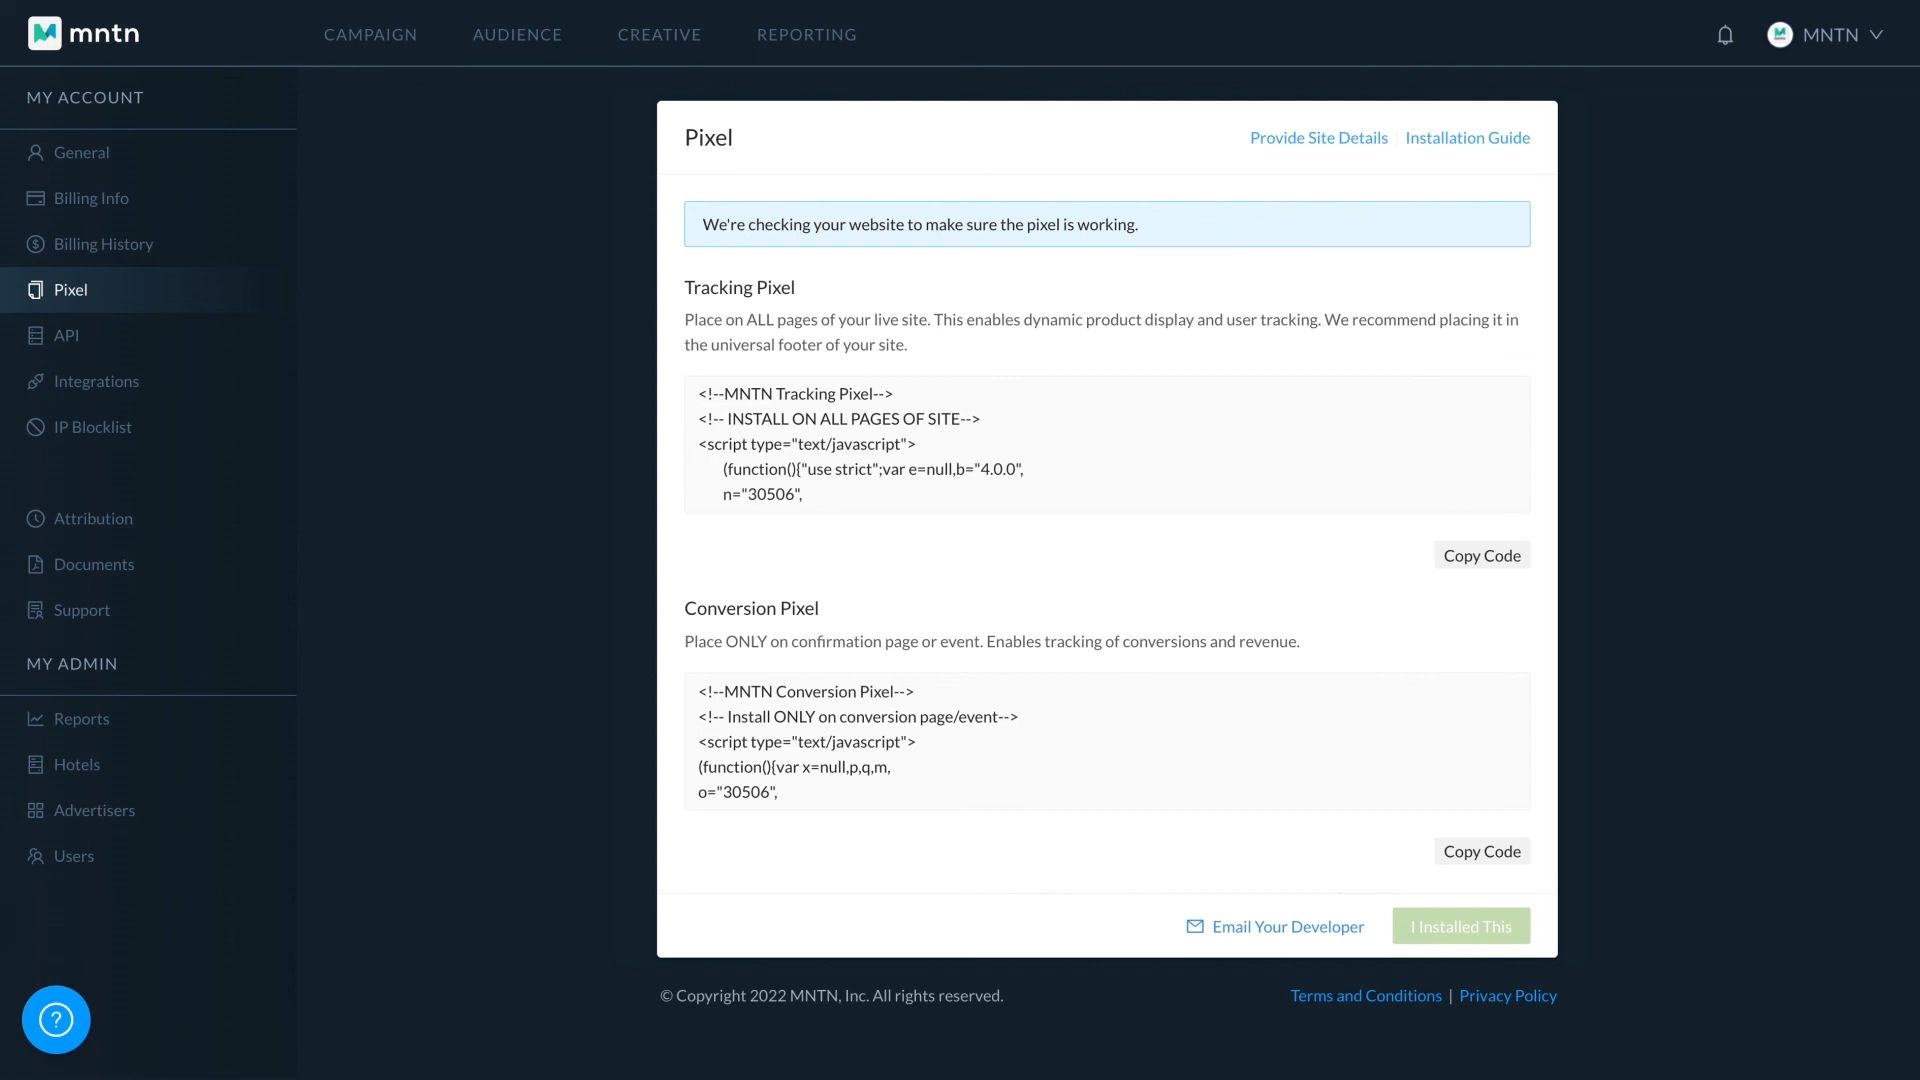 mntn
CAMPAIGN
AUDIENCE
CREATIVE
REPORTING
MNTN
MY ACCOUNT
General
Billing Info
Billing History
Pixel
API
Integrations
IP Blocklist
Attribution
Documents
Support
MY ADMIN
Reports
Hotels
Advertisers
Users
Pixel
Provide Site Details
Installation Guide
We're checking your website to make sure the pixel is working.
Tracking Pixel
Place on ALL pages of your live site. This enables dynamic product display and user tracking. We recommend placing it in
the universal footer of your site.
<!--MNTN Tracking Pixel-->
<!-- INSTALL ON ALL PAGES OF SITE-->
<script type="text/javascript">
(function(){"use strict";var e=null,b="4.0.0",
n="30506",
Copy Code
Conversion Pixel
Place ONLY on confirmation page or event. Enables tracking of conversions and revenue.
<!--MNTN Conversion Pixel-->
<!-- Install ONLY on conversion page/event-->
<script type="text/javascript">
(function(){var x=null,p,q,m,
o="30506",
Copy Code
Email Your Developer
I Installed This
© Copyright 2022 MNTN, Inc. All rights reserved.
Terms and Conditions | Privacy Policy
?